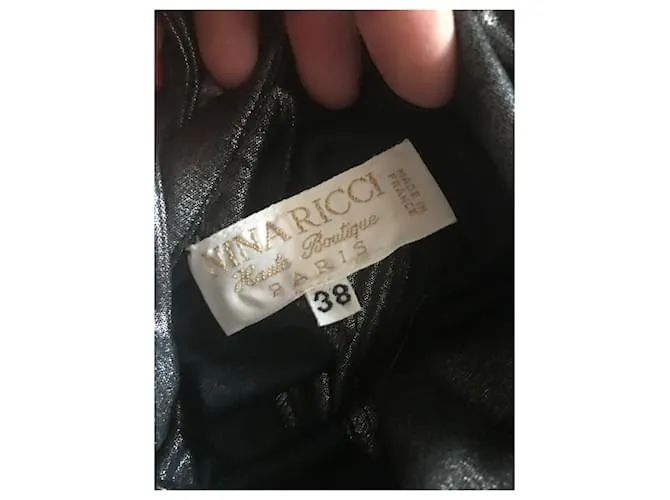 NINA RICCI
Haute Boutique
PARIS
MADE IN
FRANCE
38